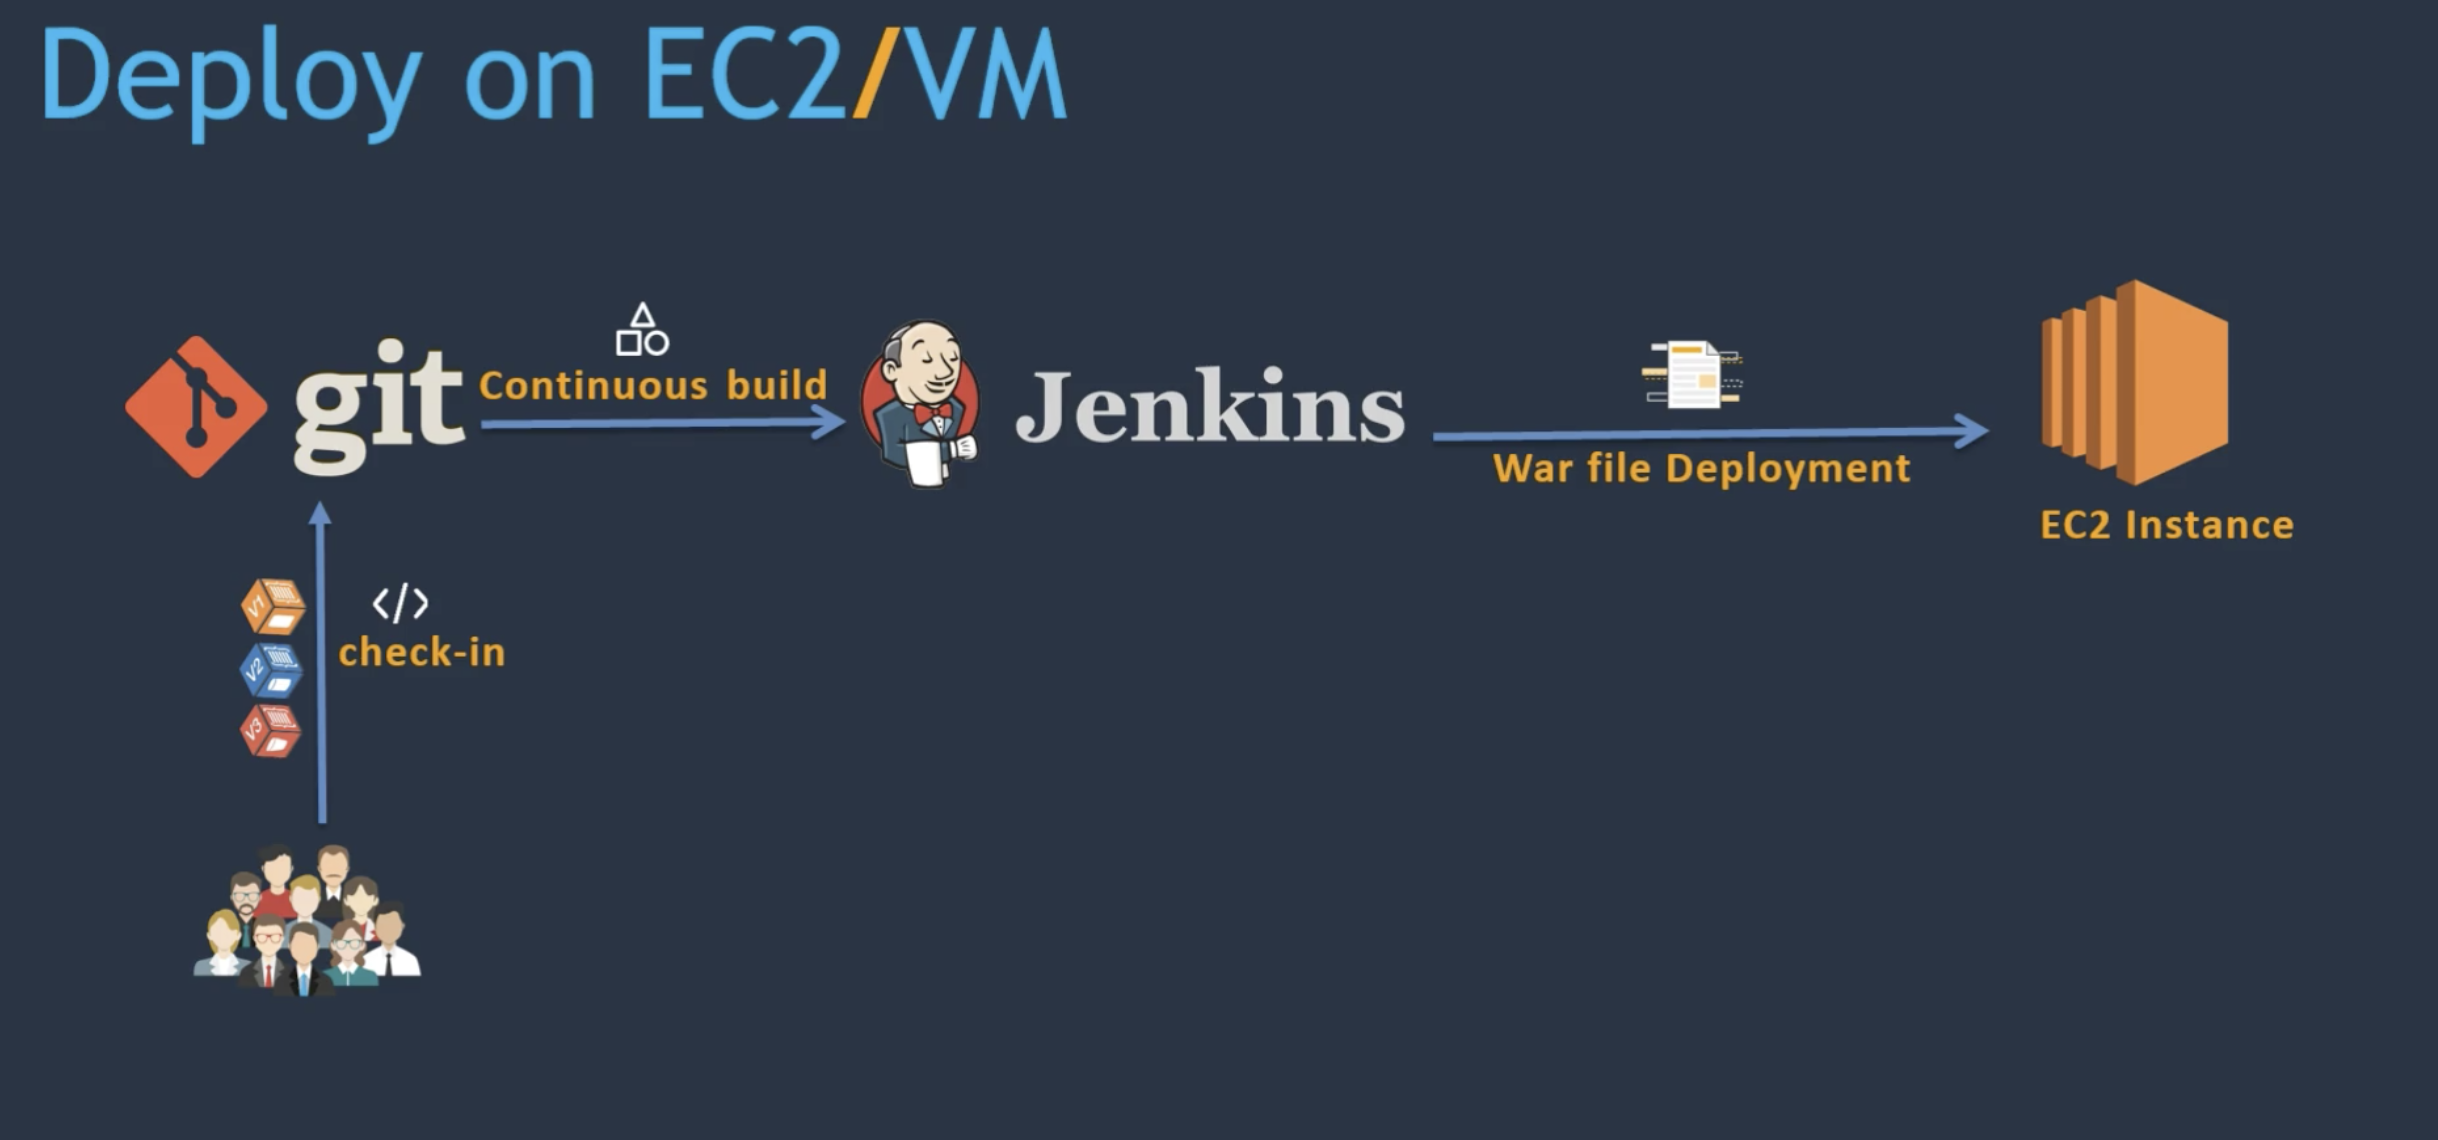 Deploy on EC2/VM
git
Continuous build
Jenkins
War file Deployment
EC2 Instance
V1
V2
V3
</>
check-in